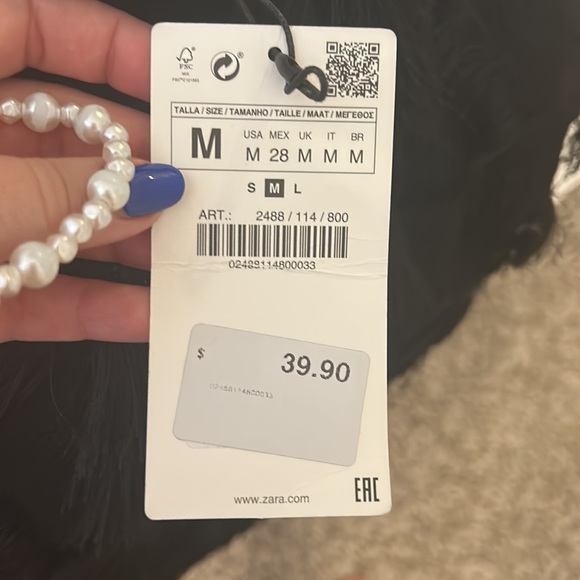 FSC
®
TALLA / SIZE / TAMANHO / TAILLE / MAAT / ΜΕΓΕΘΟΣ
M
USA MEX UK IT BR
M 28 M M M
S M L
ART.: 2488 / 114 / 800
02488114800033
$ 39.90
www.zara.com
EAC